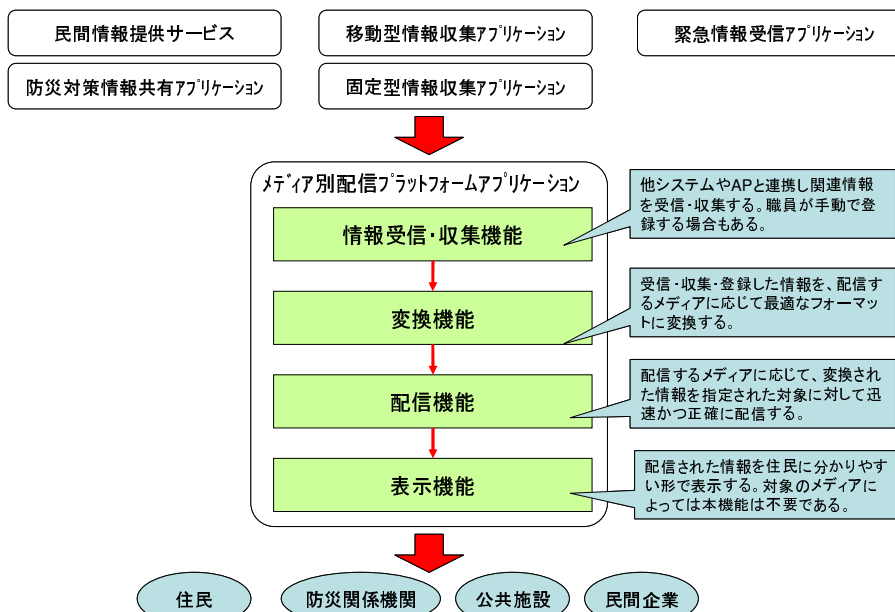 民間情報提供サービス
移動型情報収集アプリケーション
緊急情報受信アプリケーション
防災対策情報共有アプリケーション
固定型情報収集アプリケーション
メディア別配信プラットフォームアプリケーション
情報受信・収集機能
他システムやAPと連携し関連情報
を受信・収集する。職員が手動で登
録する場合もある。
変換機能
受信・収集・登録した情報を、配信す
るメディアに応じて最適なフォーマッ
トに変換する。
配信機能
配信するメディアに応じて、変換され
た情報を指定された対象に対して迅
速かつ正確に配信する。
表示機能
配信された情報を住民に分かりやす
い形で表示する。対象のメディアに
よっては本機能は不要である。
住民
防災関係機関
公共施設
民間企業